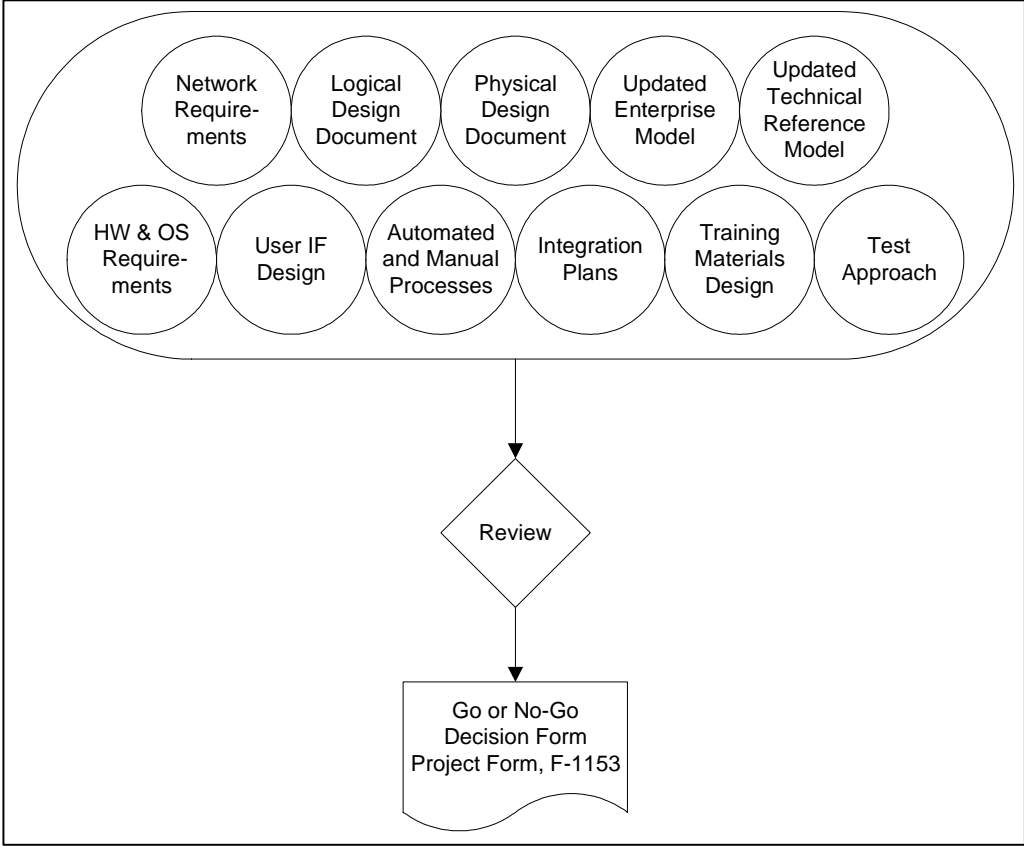 Network
Require-
ments
Logical
Design
Document
Physical
Design
Document
Updated
Enterprise
Model
Updated
Technical
Reference
Model
HW & OS
Require-
ments
User IF
Design
Automated
and Manual
Processes
Integration
Plans
Training
Materials
Design
Test
Approach
Review
Go or No-Go
Decision Form
Project Form, F-1153